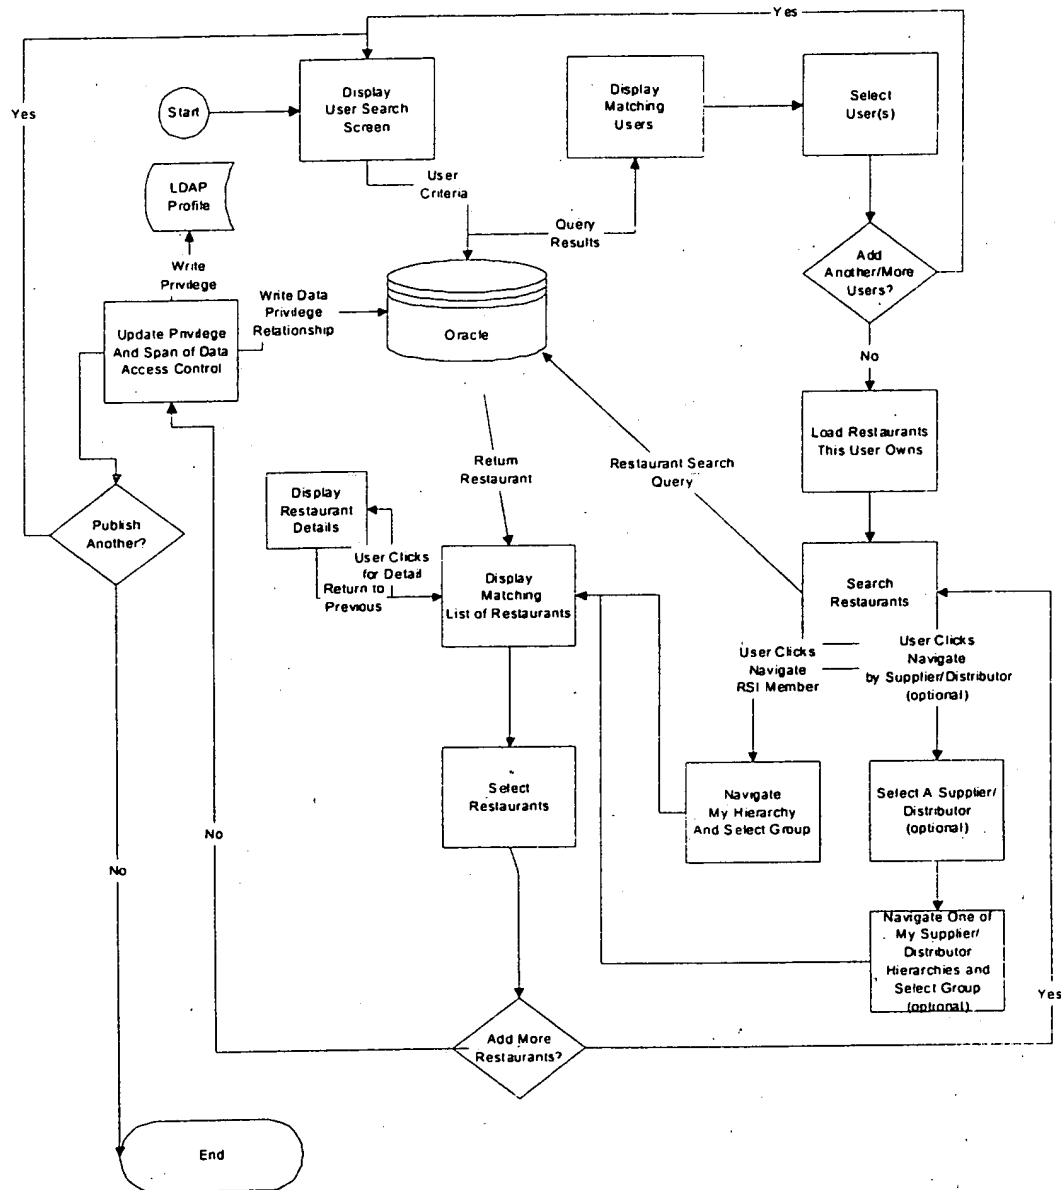 Yes
Yes
Start
Display
User Search
Screen
Display
Matching
Users
Select
User(s)
LDAP
Profile
User
Criteria
Query
Results
Add
Another/More
Users?
Write
Privilege
Write Data
Privilege
Relationship
Update Privilege
And Span of Data
Access Control
Oracle
No
Load Restaurants
This User Owns
Return
Restaurant
Restaurant Search
Query
Display
Restaurant
Details
Publish
Another?
User Clicks
for Detail
Return to
Previous
Display
Matching
List of Restaurants
Search
Restaurants
User Clicks
Navigate
RSI Member
User Clicks
Navigate
by Supplier/Distributor
(optional)
Select
Restaurants
Navigate
My Hierarchy
And Select Group
Select A Supplier/
Distributor
(optional)
No
No
Navigate One of
My Supplier/
Distributor
Hierarchies and
Select Group
(optional)
Yes
Add More
Restaurants?
End